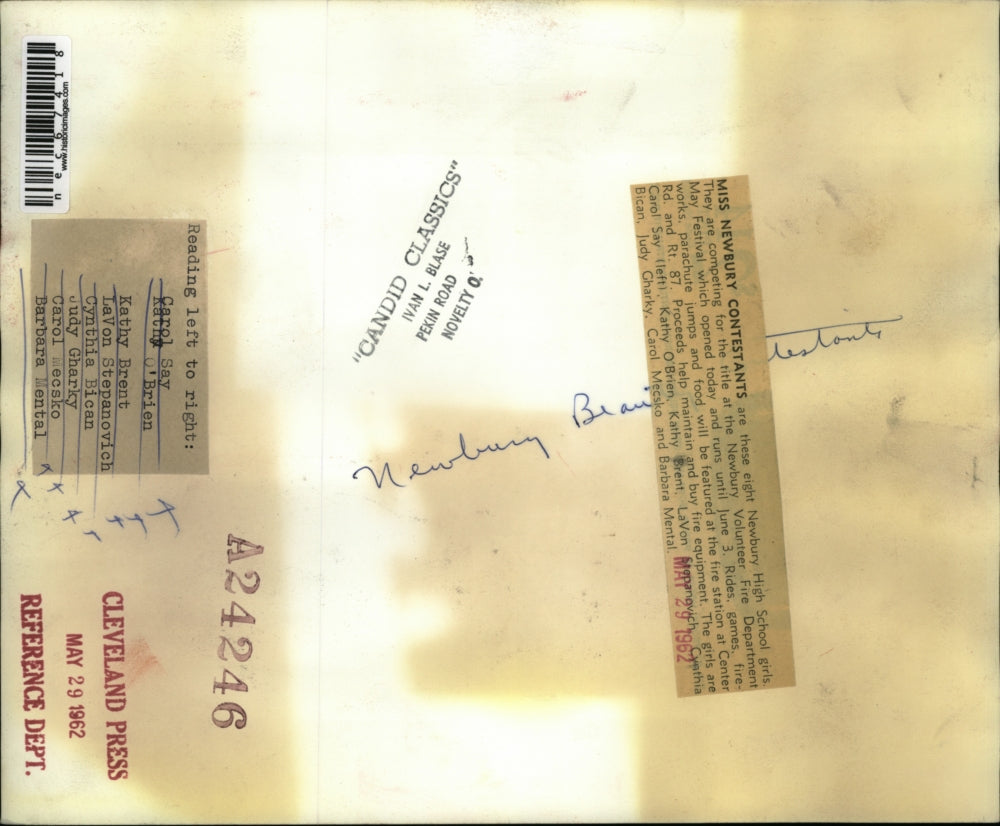 necC67418
www.historicimages.com
Reading left to right:
Carol Say
Kathy O'Brien
Kathy Brent
LaVon Stepanovich
Cynthia Bican
Judy Gharky
Carol Mecsko
Barbara Mental
"CANDID CLASSICS"
IVAN L. BLASE
PEKIN ROAD
NOVELTY O.
Newbury
testants
MISS NEWBURY CONTESTANTS are these eight Newbury High School girls.
They are competing for the title at the Newbury Volunteer Fire Department
May Festival which opened today and runs until June 3. Rides, games, fire-
works, parachute jumps and food will be featured at the fire station at Center
Rd. and Rt. 87. Proceeds help maintain and buy fire equipment. The girls are
Carol Say (left), Kathy O'Brien, Kathy Brent, LaVon Stepanovich, Cynthia
Bican, Judy Gharky, Carol Mecsko and Barbara Mental.
MAY 29 1962
A24246
CLEVELAND PRESS
MAY 29 1962
REFERENCE DEPT.